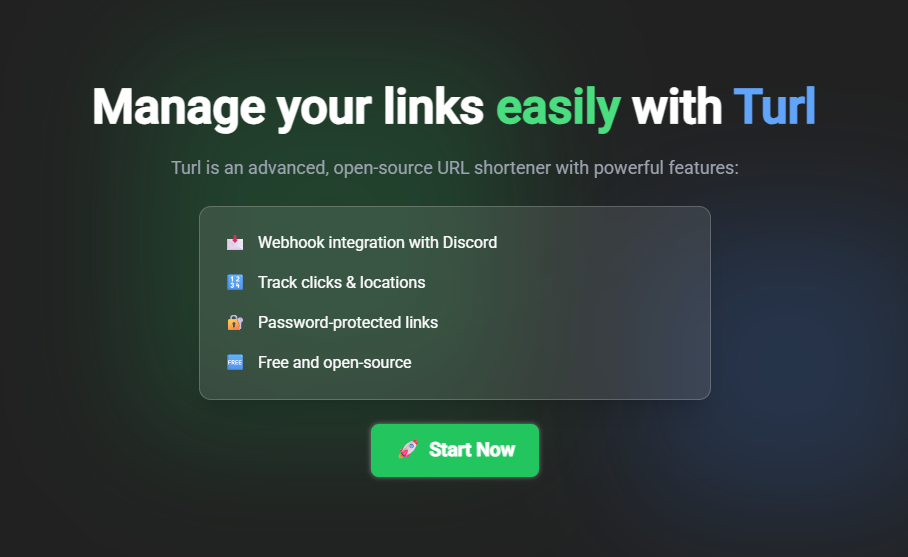 Manage your links easily with Turl
Turl is an advanced, open-source URL shortener with powerful features:
Webhook integration with Discord
Track clicks & locations
Password-protected links
FREE Free and open-source
Start Now